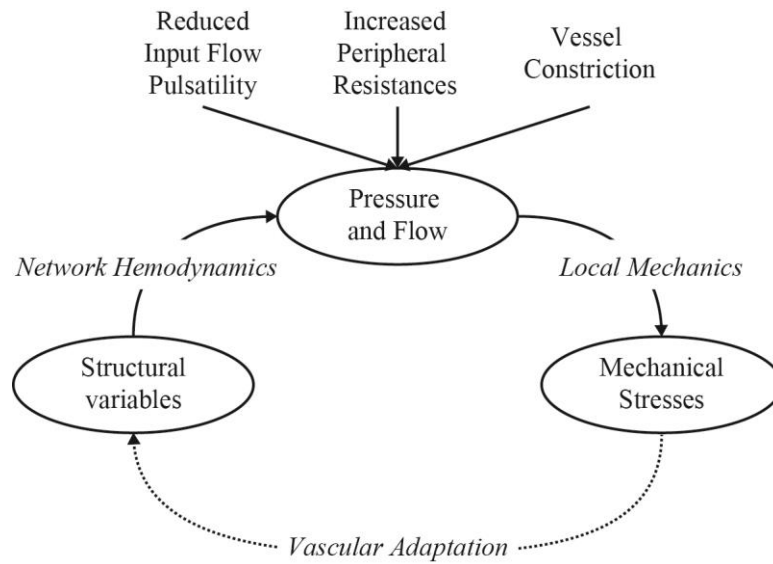 Reduced
Input Flow
Pulsatility
Increased
Peripheral
Resistances
Vessel
Constriction
Pressure
and Flow
Network Hemodynamics
Local Mechanics
Structural
variables
Mechanical
Stresses
Vascular Adaptation